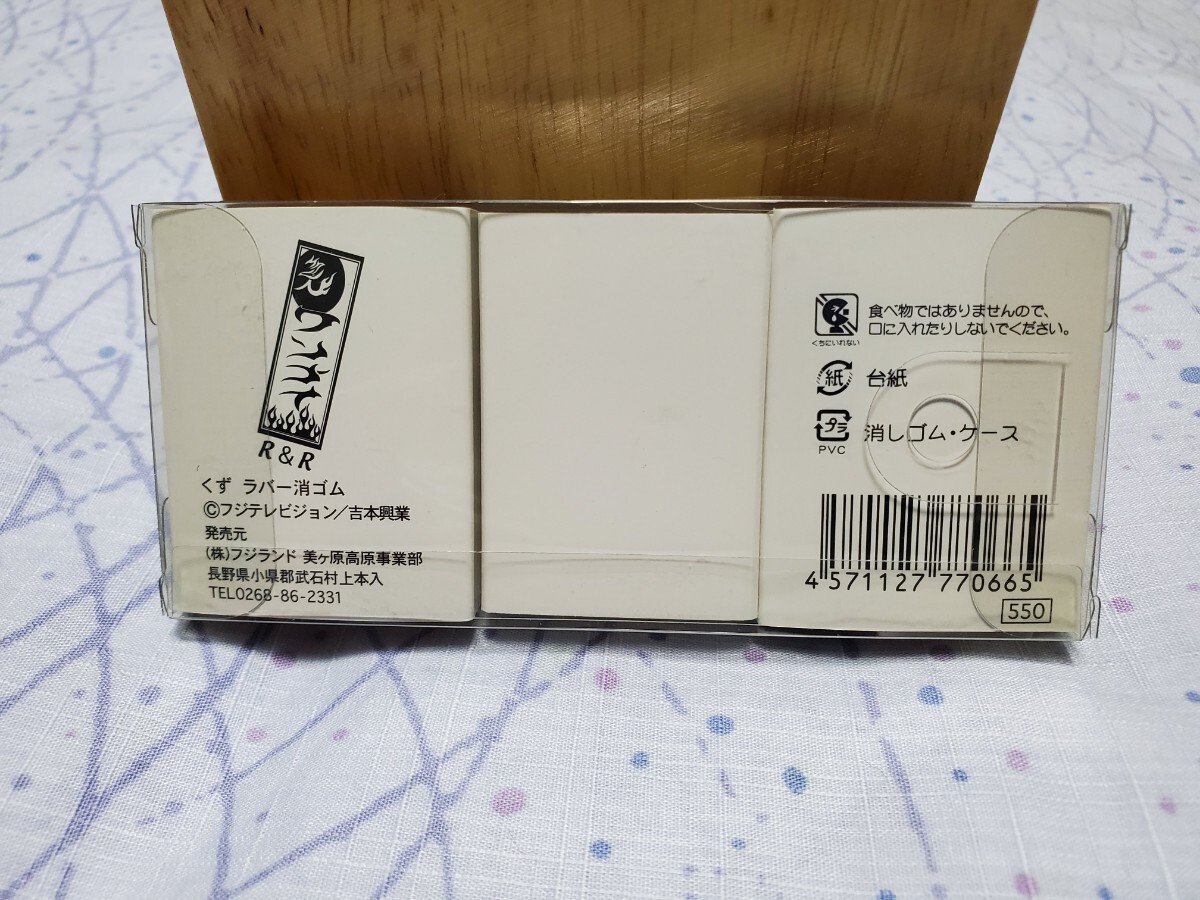 R&R
くず ラバー消ゴム
©フジテレビジョン/吉本興業
発売元
(株)フジランド 美ヶ原高原事業部
長野県小県郡武石村上本入
TEL0268-86-2331
食べ物ではありませんので、
口に入れたりしないでください。
くちにいれない
紙 台紙
プラ 消しゴム・ケース
PVC
4 571127 770665
550